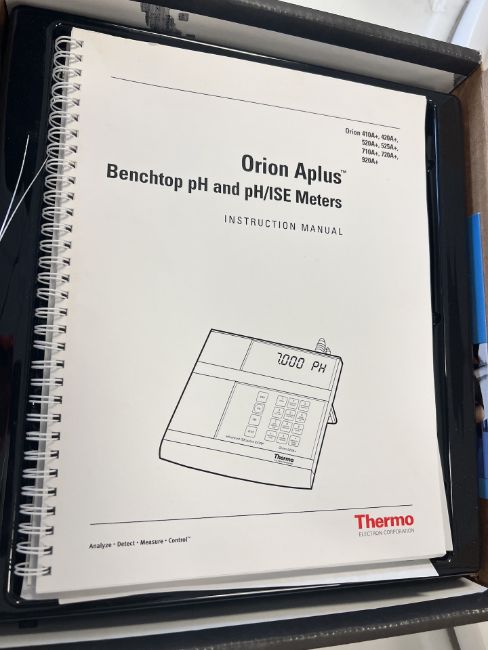 Orion 410A+, 420A+,
520A+, 525A+,
710A+, 720A+,
920A+
Orion Aplus™
Benchtop pH and pH/ISE Meters
INSTRUCTION MANUAL
7.000 PH
Thermo
Thermo
ELECTRON CORPORATION
Analyze • Detect • Measure • Control™